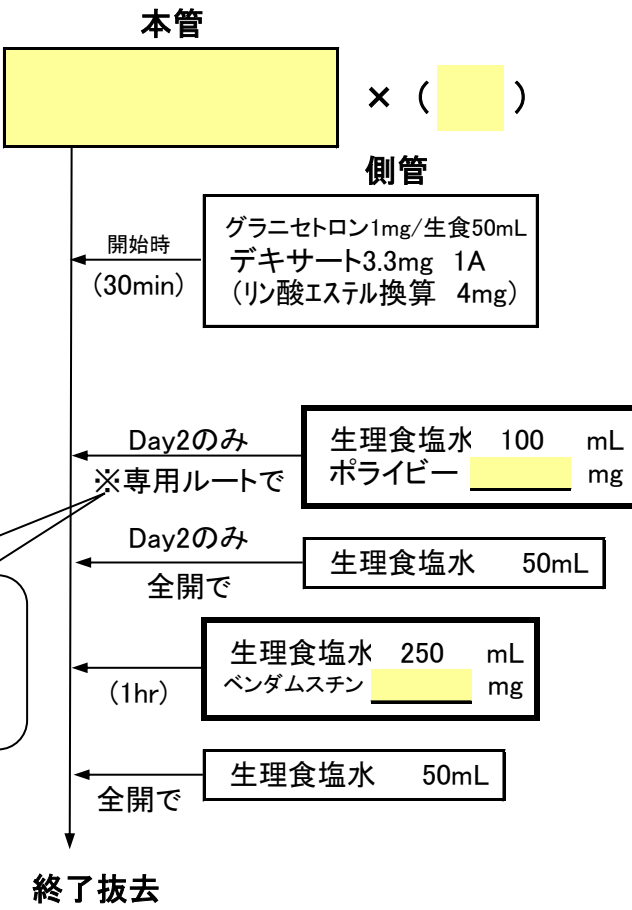 本管
× ( )
側管
開始時
(30min)
グラニセトロン1mg/生食50mL
デキサート3.3mg 1A
(リン酸エステル換算 4mg)
Day2のみ
※専用ルートで
生理食塩水 100 mL
ポライビー mg
Day2のみ
全開で
生理食塩水 50mL
(1hr)
生理食塩水 250 mL
ベンダムスチン mg
全開で
生理食塩水 50mL
終了抜去